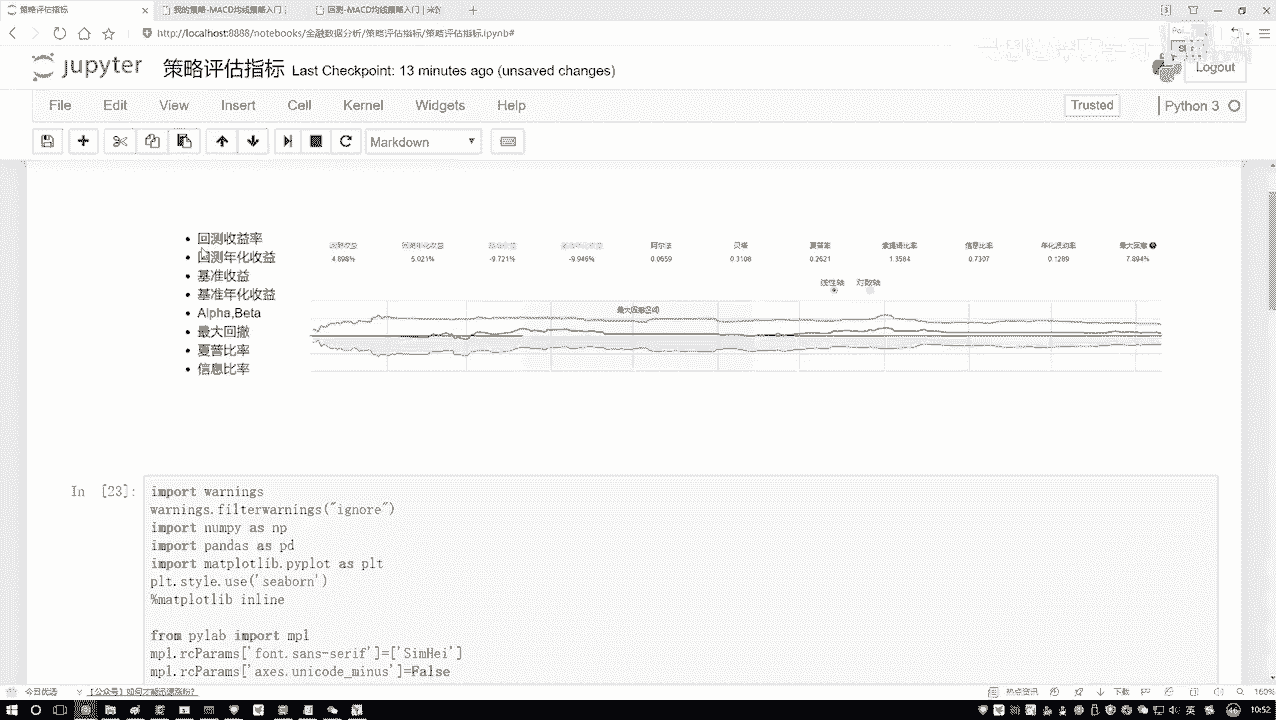 策略评估指标
我的策略-MACD均线策略入门
回测-MACD均线策略入门 | 米筐
http://localhost:8888/notebooks/金融数据分析/策略评估指标/策略评估指标.ipynb#
jupyter 策略评估指标 Last Checkpoint: 13 minutes ago (unsaved changes)
Logout
File Edit View Insert Cell Kernel Widgets Help
Trusted
Python 3
Markdown
回测收益率
回测年化收益
基准收益
基准年化收益
Alpha,Beta
最大回撤
夏普比率
信息比率
回测收益 回测年化收益 基准收益 基准年化收益 阿尔法 贝塔 夏普率 索提诺比率 信息比率 年化波动率 最大回撤
4.898% 5.021% -9.721% -9.946% 0.0659 0.3108 0.2621 1.3584 0.7307 0.1289 7.894%
线性轴 对数轴
最大回撤区间
In [23]:
import warnings
warnings.filterwarnings("ignore")
import numpy as np
import pandas as pd
import matplotlib.pyplot as plt
plt.style.use('seaborn')
%matplotlib inline
from pylab import mpl
mpl.rcParams['font.sans-serif']=['SimHei']
mpl.rcParams['axes.unicode_minus']=False
今日优选
【公众号】如何才能迅速涨粉？
热点资讯
下载
160%
10:52